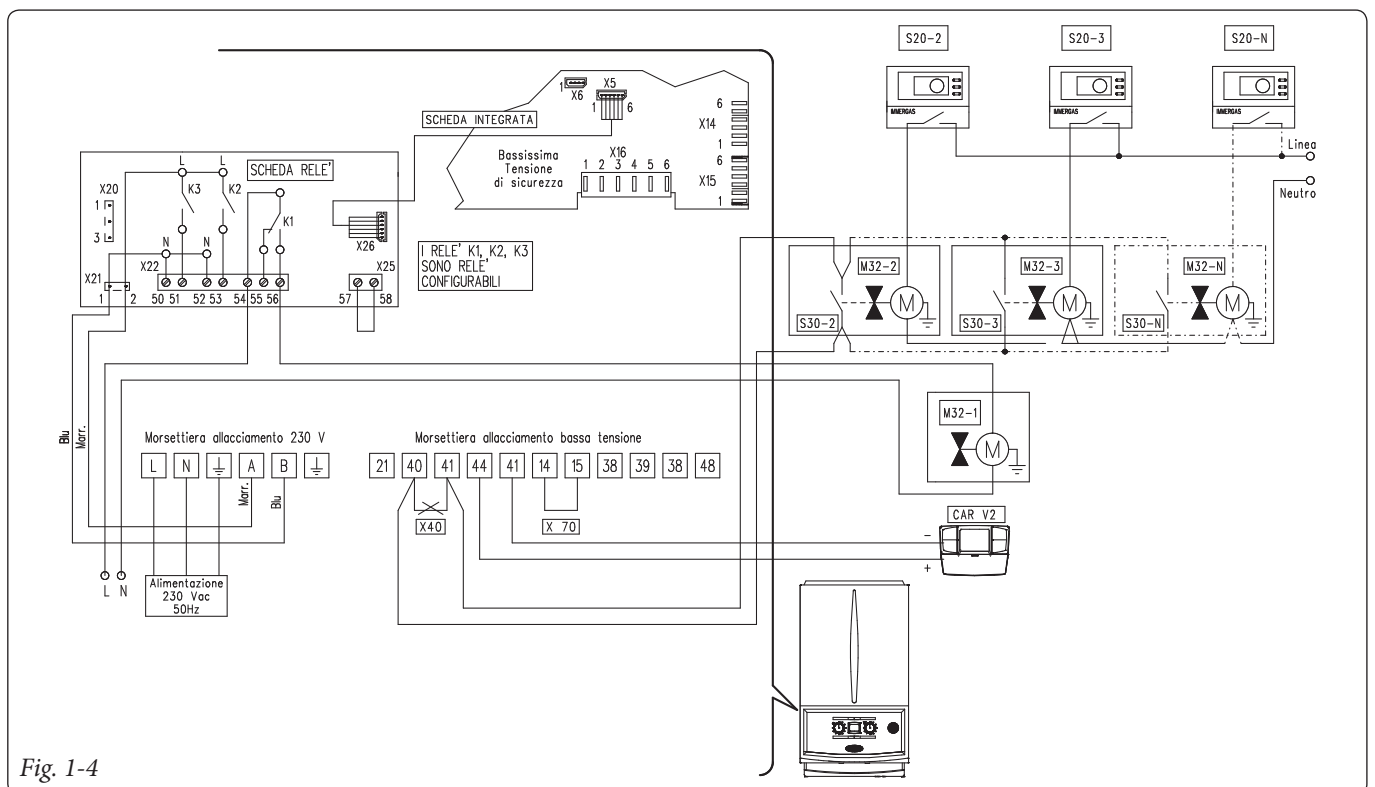 S20-2
S20-3
S20-N
IMMERGAS
IMMERGAS
IMMERGAS
Linea
Neutro
X6
1
X5
1 6
SCHEDA INTEGRATA
Bassissima
Tensione
di sicurezza
X16
1 2 3 4 5 6
6
X14
1
6
X15
1
L L
SCHEDA RELE'
X20
1
3
K3
K2
K1
N N
X26
X21
1 2
X22
50 51 52 53 54 55 56
X25
57 58
I RELE' K1, K2, K3
SONO RELE'
CONFIGURABILI
M32-2
M
S30-2
M32-3
M
S30-3
M32-N
M
S30-N
M32-1
M
Blu
Marr.
Morsettiera allacciamento 230 V
L N A B
Marr.
Blu
Morsettiera allacciamento bassa tensione
21 40 41 44 41 14 15 38 39 38 48
X40
X 70
CAR V2
-
+
L N
Alimentazione
230 Vac
50Hz
Fig. 1-4